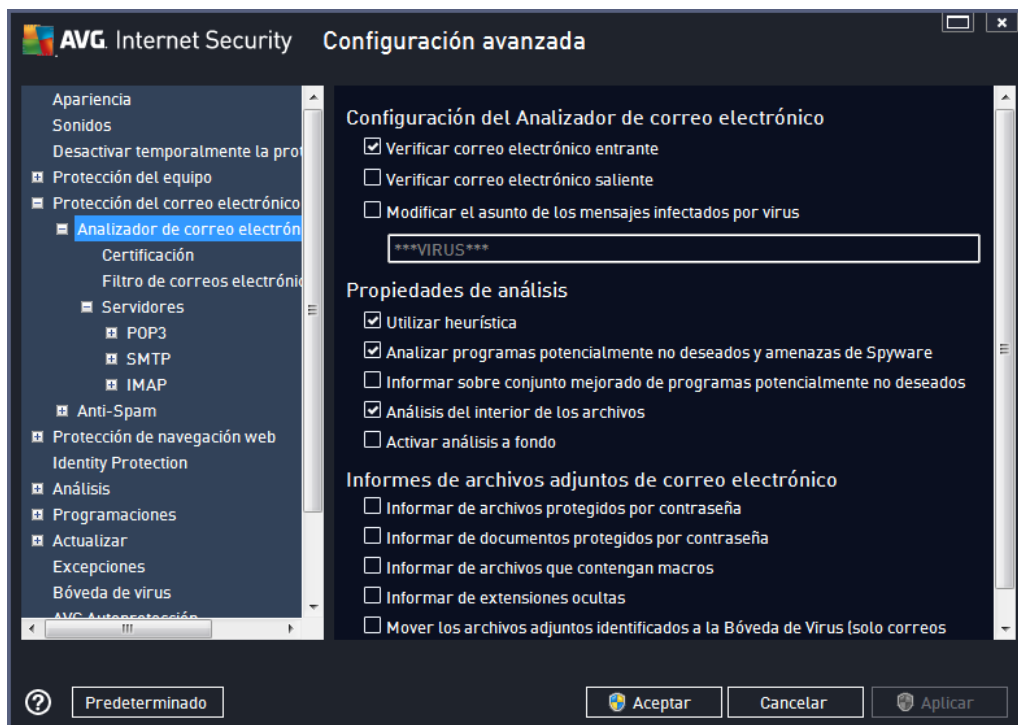 AVG. Internet Security Configuración avanzada
Apariencia
Sonidos
Desactivar temporalmente la prot
Protección del equipo
Protección del correo electrónico
Analizador de correo electrón
Certificación
Filtro de correos electrónic
Servidores
POP3
SMTP
IMAP
Anti-Spam
Protección de navegación web
Identity Protection
Análisis
Programaciones
Actualizar
Excepciones
Bóveda de virus
AVG Autoprotección
Configuración del Analizador de correo electrónico
Verificar correo electrónico entrante
Verificar correo electrónico saliente
Modificar el asunto de los mensajes infectados por virus
***VIRUS***
Propiedades de análisis
Utilizar heurística
Analizar programas potencialmente no deseados y amenazas de Spyware
Informar sobre conjunto mejorado de programas potencialmente no deseados
Análisis del interior de los archivos
Activar análisis a fondo
Informes de archivos adjuntos de correo electrónico
Informar de archivos protegidos por contraseña
Informar de documentos protegidos por contraseña
Informar de archivos que contengan macros
Informar de extensiones ocultas
Mover los archivos adjuntos identificados a la Bóveda de Virus (solo correos
Predeterminado
Aceptar
Cancelar
Aplicar